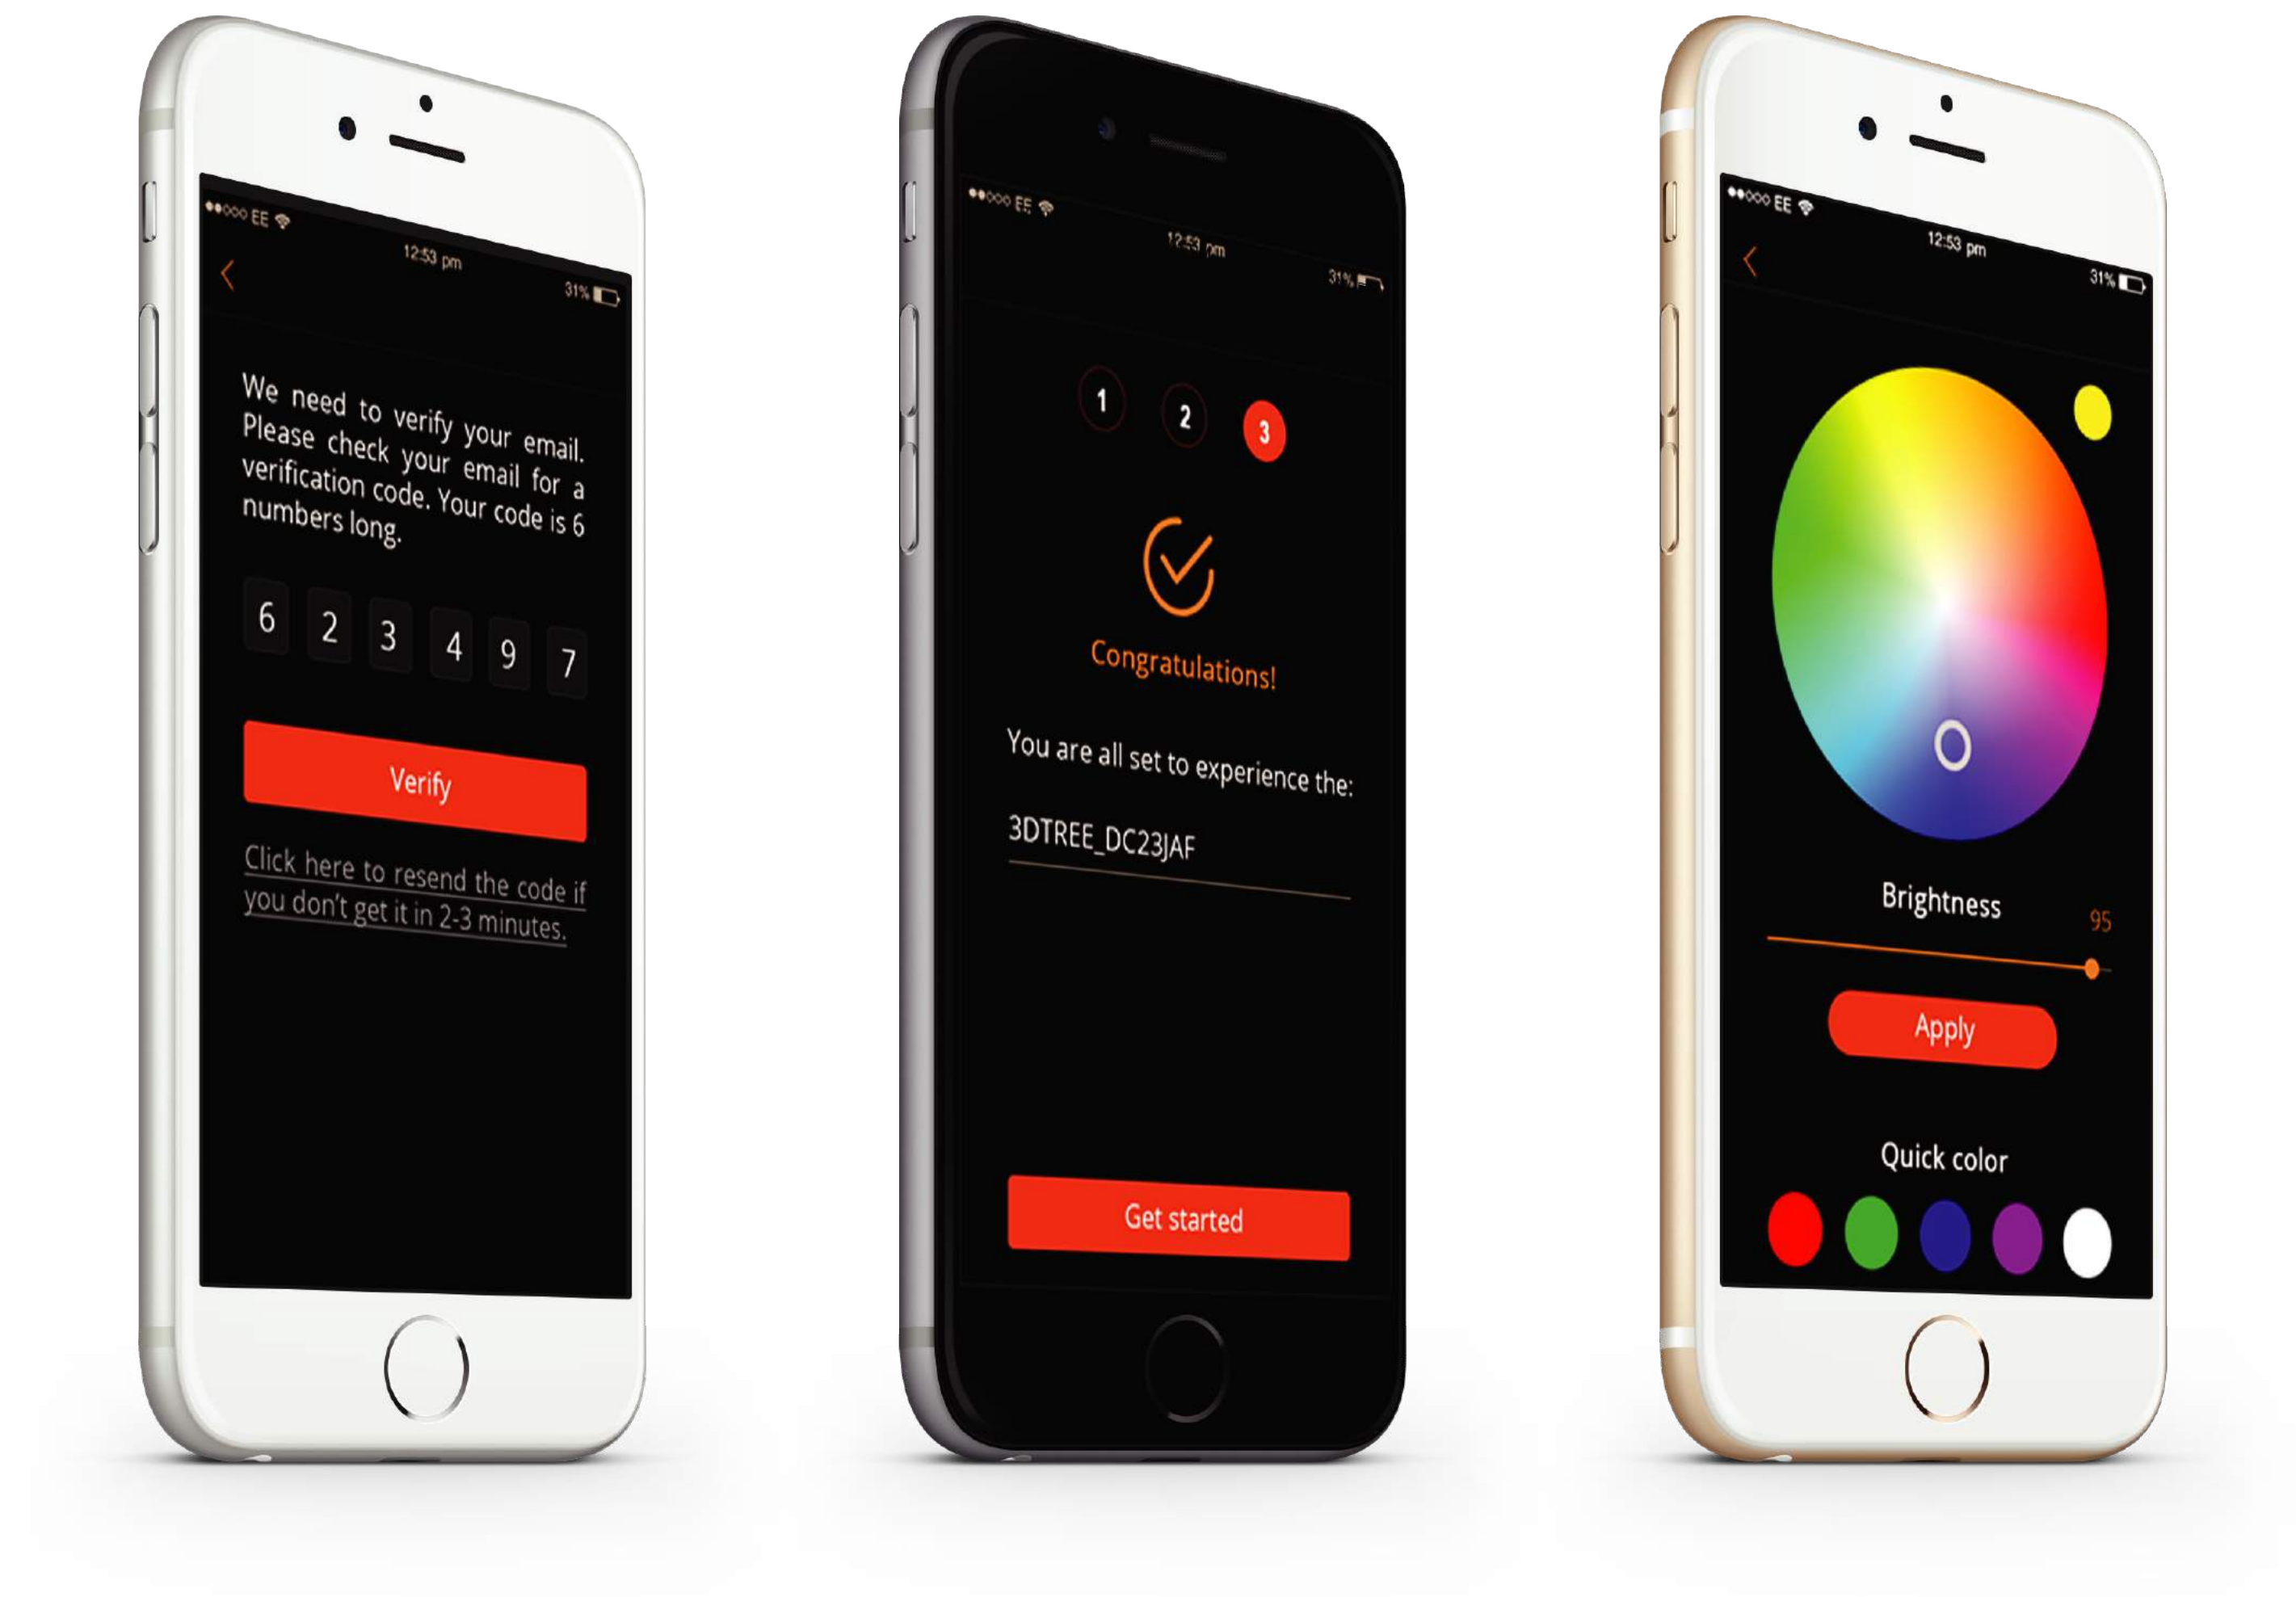 EE
12:53 pm
31%
We need to verify your email.
Please check your email for a
verification code. Your code is 6
numbers long.
6 2 3 4 9 7
Verify
Click here to resend the code if
you don't get it in 2-3 minutes.
EE
12:53 pm
31%
1 2 3
Congratulations!
You are all set to experience the:
3DTREE_DC23JAF
Get started
EE
12:53 pm
31%
Brightness
95
Apply
Quick color